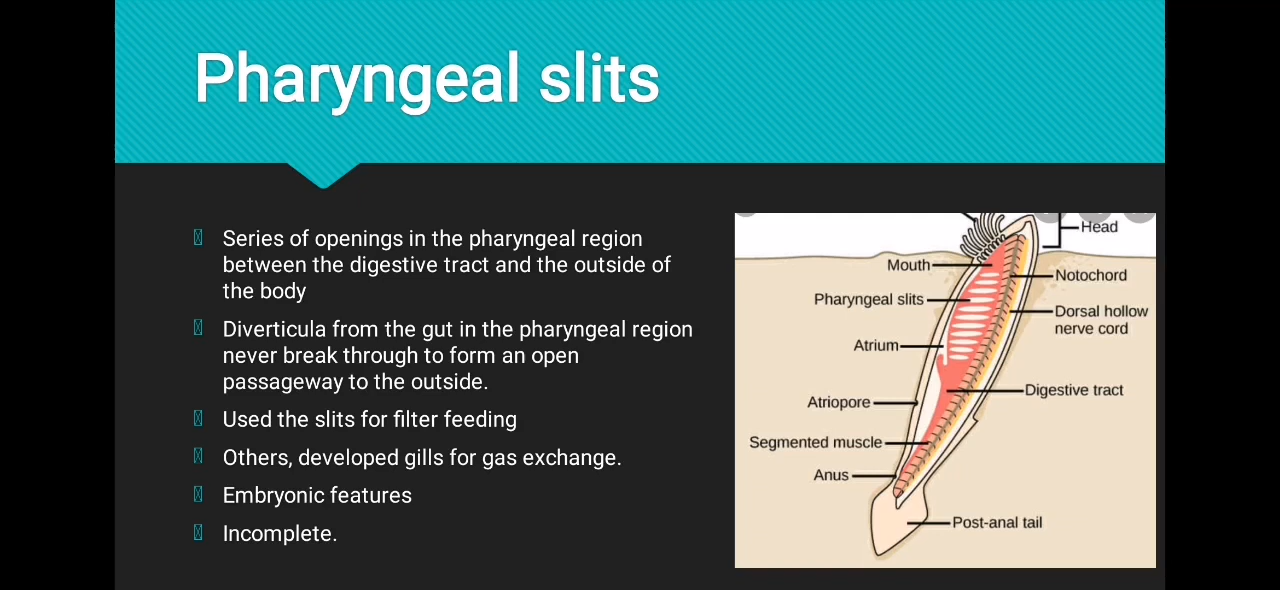 Pharyngeal slits
Series of openings in the pharyngeal region
between the digestive tract and the outside of
the body
Diverticula from the gut in the pharyngeal region
never break through to form an open
passageway to the outside.
Used the slits for filter feeding
Others, developed gills for gas exchange.
Embryonic features
Incomplete.
Head
Mouth
Notochord
Pharyngeal slits
Dorsal hollow
nerve cord
Atrium
Digestive tract
Atriopore
Segmented muscle
Anus
Post-anal tail